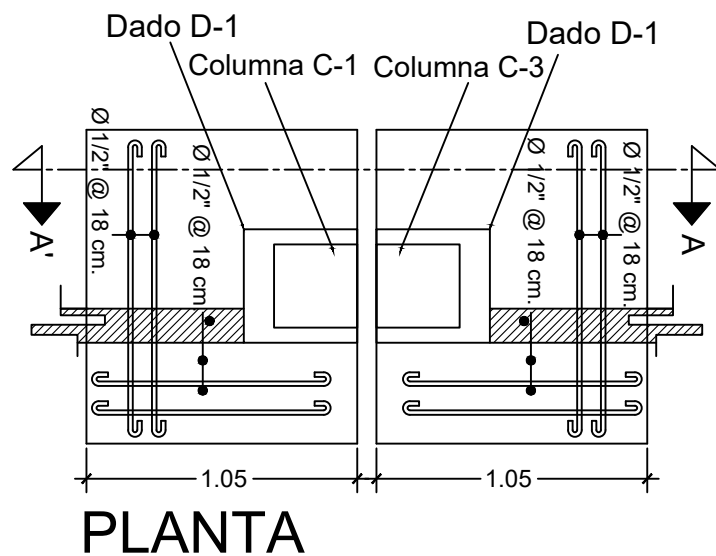 Dado D-1
Dado D-1
Columna C-1
Columna C-3
Ø 1/2" @ 18 cm.
Ø 1/2" @ 18 cm.
Ø 1/2" @ 18 cm.
Ø 1/2" @ 18 cm.
A'
A
1.05
1.05
PLANTA